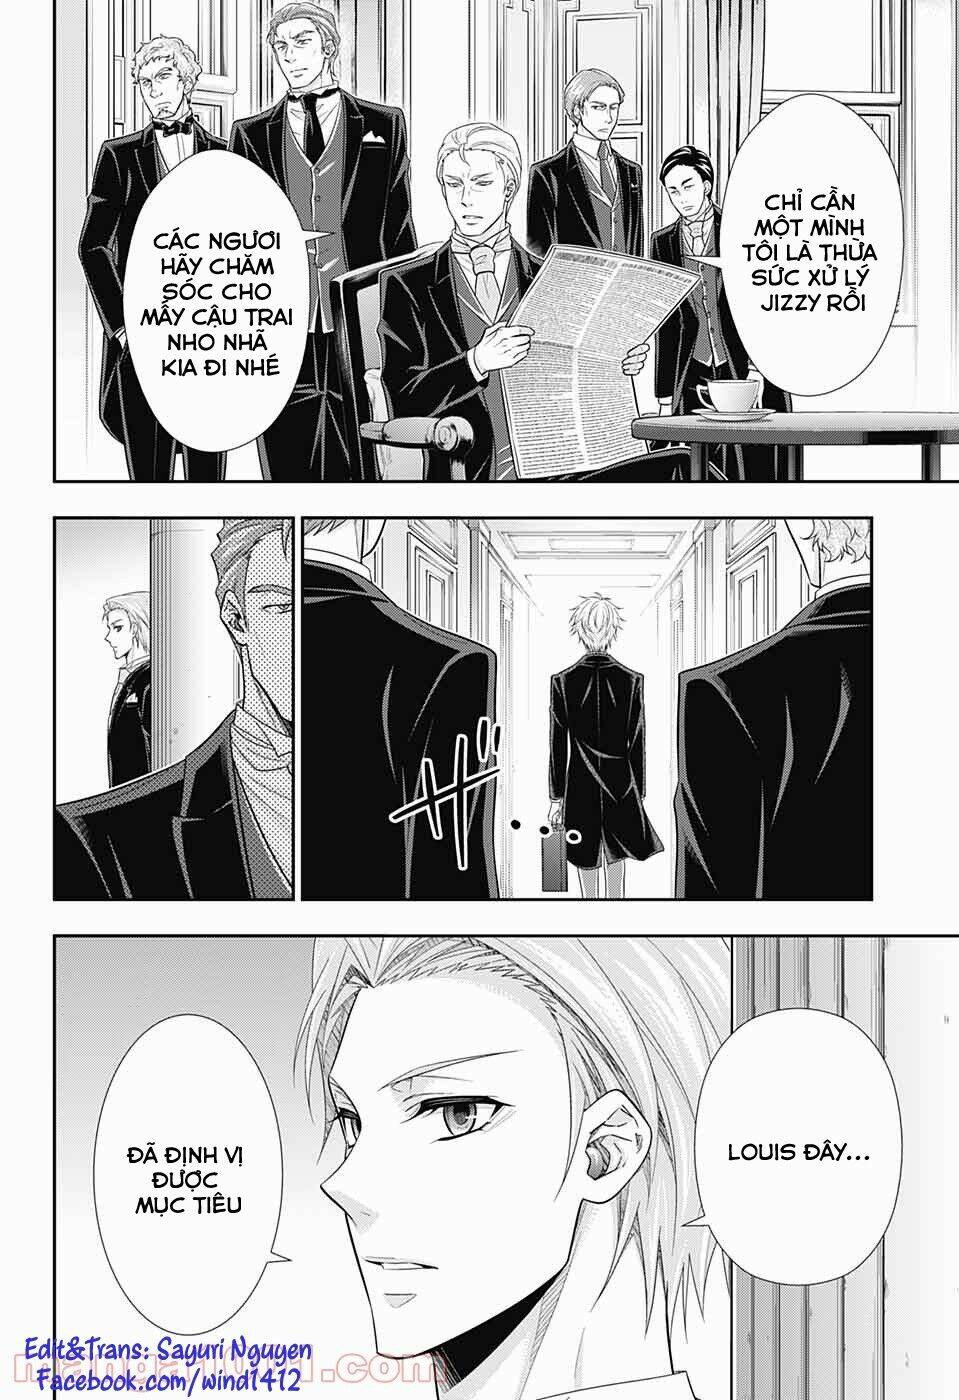 CHỈ CẦN
MỘT MÌNH
TÔI LÀ THỪA
SỨC XỬ LÝ
JIZZY RỒI
CÁC NGƯƠI
HÃY CHĂM
SÓC CHO
MẤY CẬU TRAI
NHO NHÃ
KIA ĐI NHÉ
ザ
LOUIS ĐÂY...
ĐÃ ĐỊNH VỊ
ĐƯỢC
MỤC TIÊU
Edit&Trans: Sayuri Nguyen
Facebook.com/wind1412